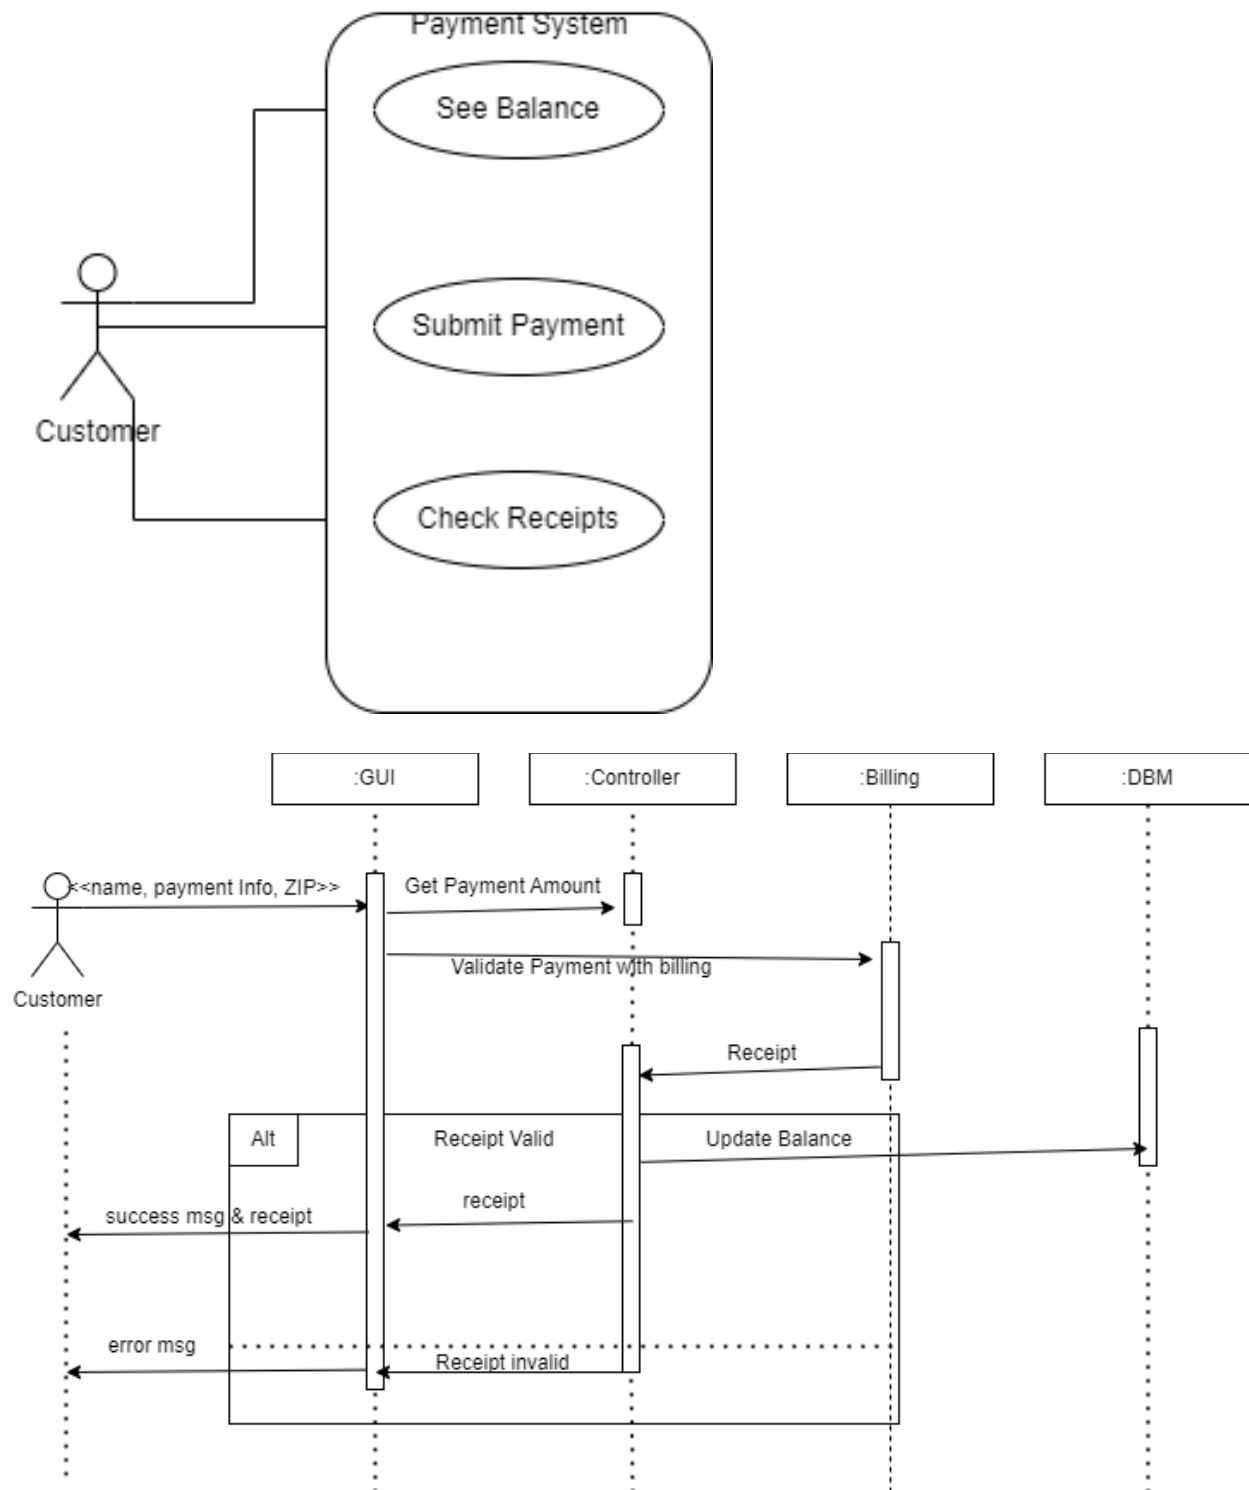 Payment System
See Balance
Submit Payment
Customer
Check Receipts
:GUI
:Controller
:Billing
:DBM
<<name, payment Info, ZIP>>
Get Payment Amount
Validate Payment with billing
Customer
Receipt
Alt
Receipt Valid
Update Balance
receipt
success msg & receipt
error msg
Receipt invalid